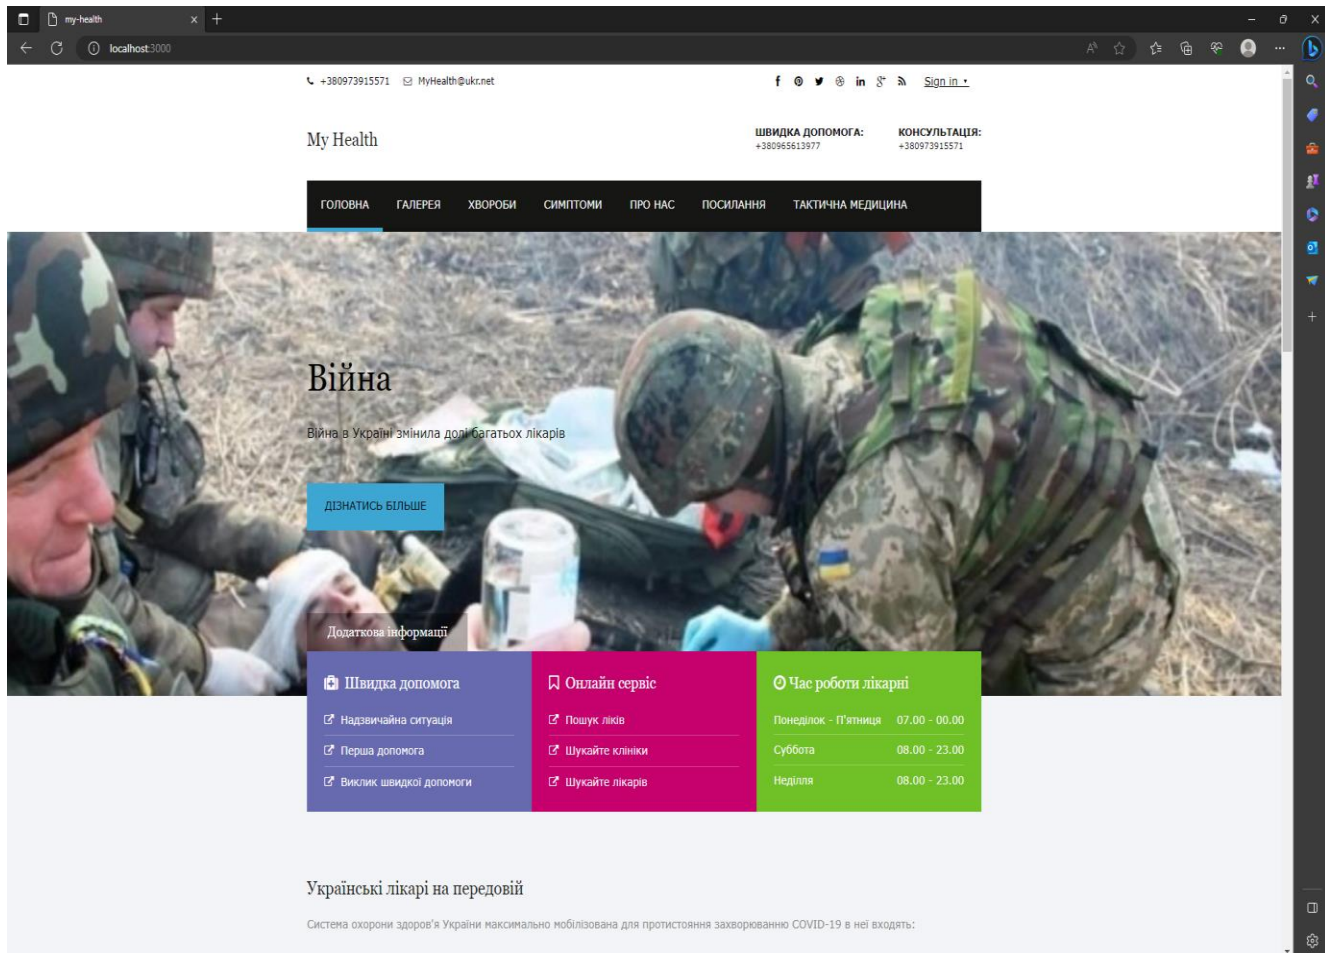 my-health
localhost:3000
+380973915571 MyHealth@ukr.net Sign in
My Health
ШВИДКА ДОПОМОГА: КОНСУЛЬТАЦІЯ:
+380965613977 +380973915571
ГОЛОВНА ГАЛЕРЕЯ ХВОРОБИ СИМПТОМИ ПРО НАС ПОСИЛАННЯ ТАКТИЧНА МЕДИЦИНА
Війна
Війна в Україні змінила долі багатьох лікарів
ДІЗНАТИСЬ БІЛЬШЕ
Додаткова інформації
Швидка допомога
Надзвичайна ситуація
Перша допомога
Виклик швидкої допомоги
Онлайн сервіс
Пошук ліків
Шукайте клініки
Шукайте лікарів
Час роботи лікарні
Понеділок - П'ятниця 07.00 - 00.00
Суббота 08.00 - 23.00
Неділля 08.00 - 23.00
Українські лікарі на передовій
Система охорони здоров'я України максимально мобілізована для протистояння захворюванню COVID-19 в неї входять: